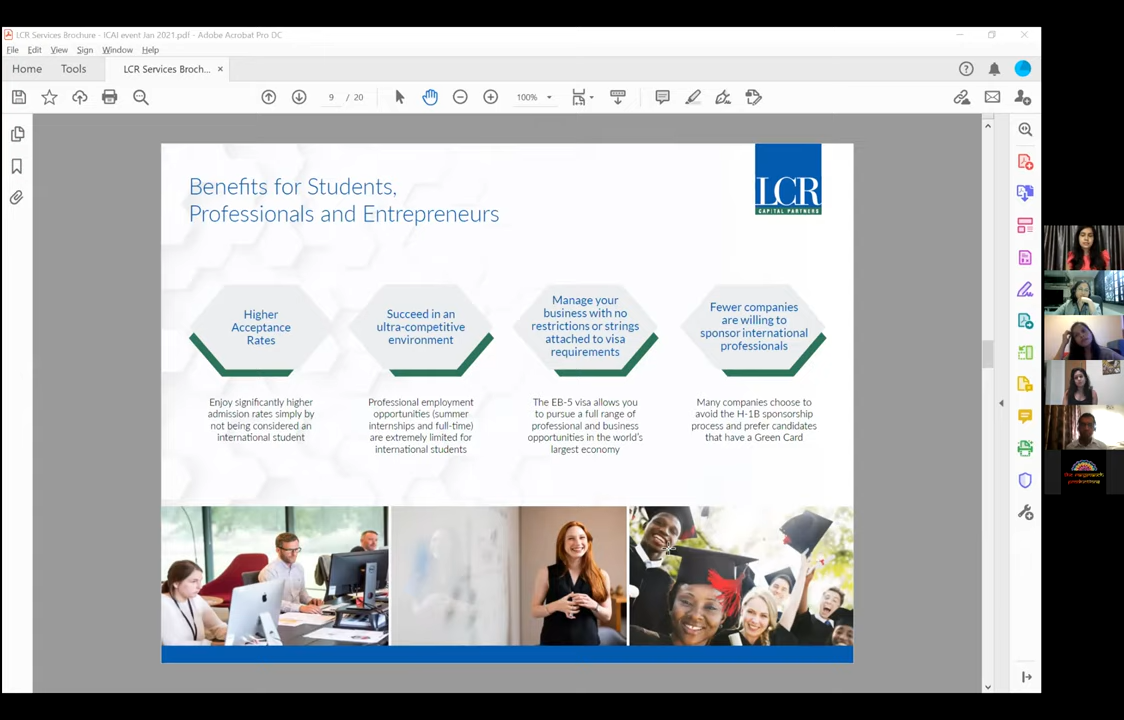 LCR Services Brochure - ICAI event Jan 2021.pdf - Adobe Acrobat Pro DC
File Edit View Sign Window Help
Home Tools LCR Services Broch... ×
9 / 20 100%
Benefits for Students,
Professionals and Entrepreneurs
LCR
CAPITAL PARTNERS
Higher
Acceptance
Rates
Enjoy significantly higher
admission rates simply by
not being considered an
international student
Succeed in an
ultra-competitive
environment
Professional employment
opportunities (summer
internships and full-time)
are extremely limited for
international students
Manage your
business with no
restrictions or strings
attached to visa
requirements
The EB-5 visa allows you
to pursue a full range of
professional and business
opportunities in the world's
largest economy
Fewer companies
are willing to
sponsor international
professionals
Many companies choose to
avoid the H-1B sponsorship
process and prefer candidates
that have a Green Card